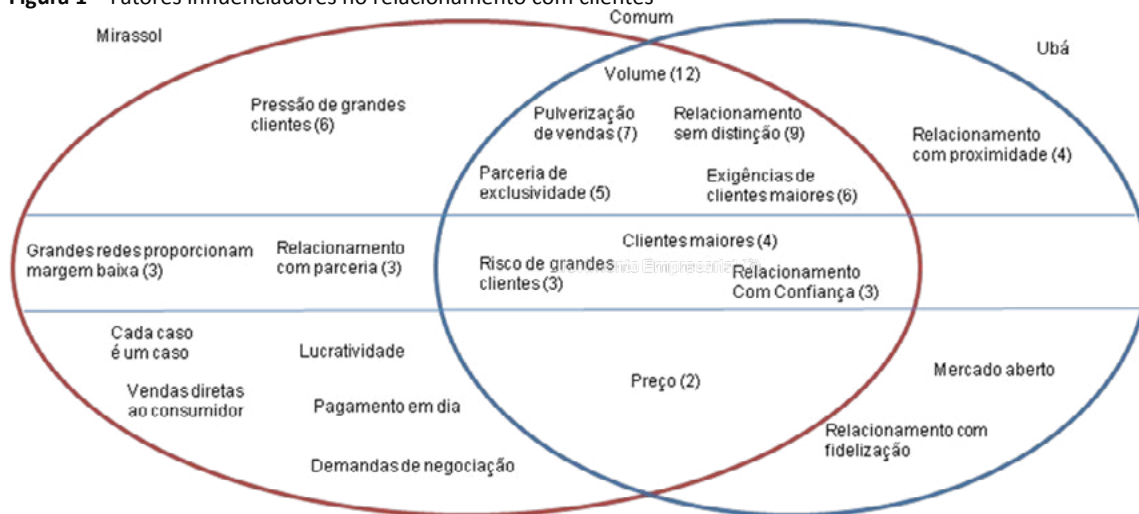 Figura 1 – Fatores influenciadores no relacionamento com clientes
Comum
Mirassol
Ubá
Volume (12)
Pressão de grandes
clientes (6)
Pulverização
de vendas (7)
Relacionamento
sem distinção (9)
Relacionamento
com proximidade (4)
Parceria de
exclusividade (5)
Exigências de
clientes maiores (6)
Grandes redes proporcionam
margem baixa (3)
Relacionamento
com parceria (3)
Clientes maiores (4)
Risco de grandes
clientes (3)
Relacionamento
Com Confiança (3)
Cada caso
é um caso
Lucratividade
Preço (2)
Mercado aberto
Vendas diretas
ao consumidor
Pagamento em dia
Relacionamento com
fidelização
Demandas de negociação